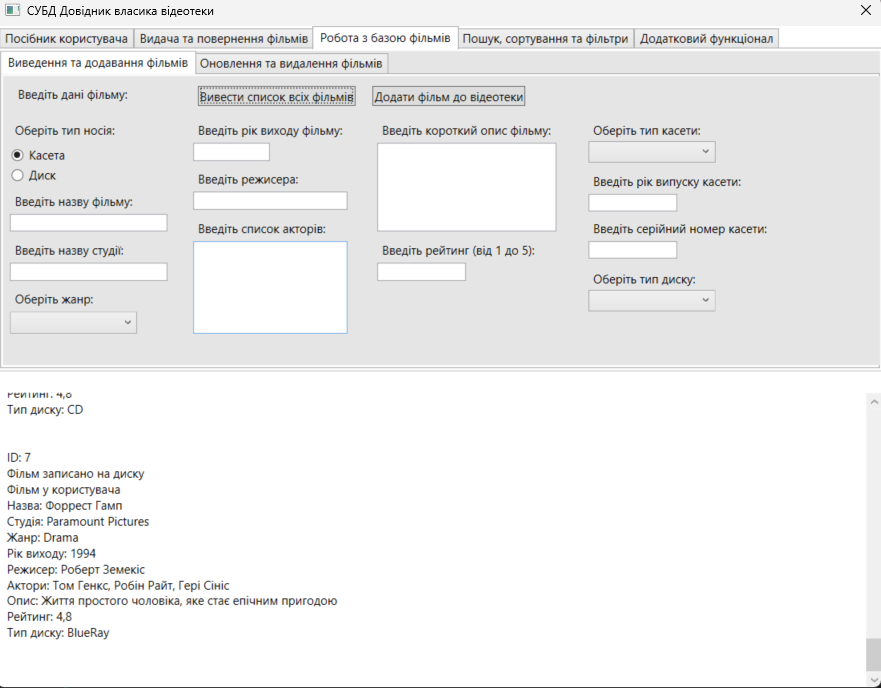 СУБД Довідник власика відеотеки
Посібник користувача
Видача та повернення фільмів
Робота з базою фільмів
Пошук, сортування та фільтри
Додатковий функціонал
Виведення та додавання фільмів
Оновлення та видалення фільмів
Введіть дані фільму:
Вивести список всіх фільмів
Додати фільм до відеотеки
Оберіть тип носія:
Касета
Диск
Введіть назву фільму:
Введіть назву студії:
Оберіть жанр:
Введіть рік виходу фільму:
Введіть режисера:
Введіть список акторів:
Введіть короткий опис фільму:
Введіть рейтинг (від 1 до 5):
Оберіть тип касети:
Введіть рік випуску касети:
Введіть серійний номер касети:
Оберіть тип диску:
Рейтинг: 4,8
Тип диску: CD
ID: 7
Фільм записано на диску
Фільм у користувача
Назва: Форрест Гамп
Студія: Paramount Pictures
Жанр: Drama
Рік виходу: 1994
Режисер: Роберт Земекіс
Актори: Том Генкс, Робін Райт, Гері Сініс
Опис: Життя простого чоловіка, яке стає епічним пригодою
Рейтинг: 4,8
Тип диску: BlueRay